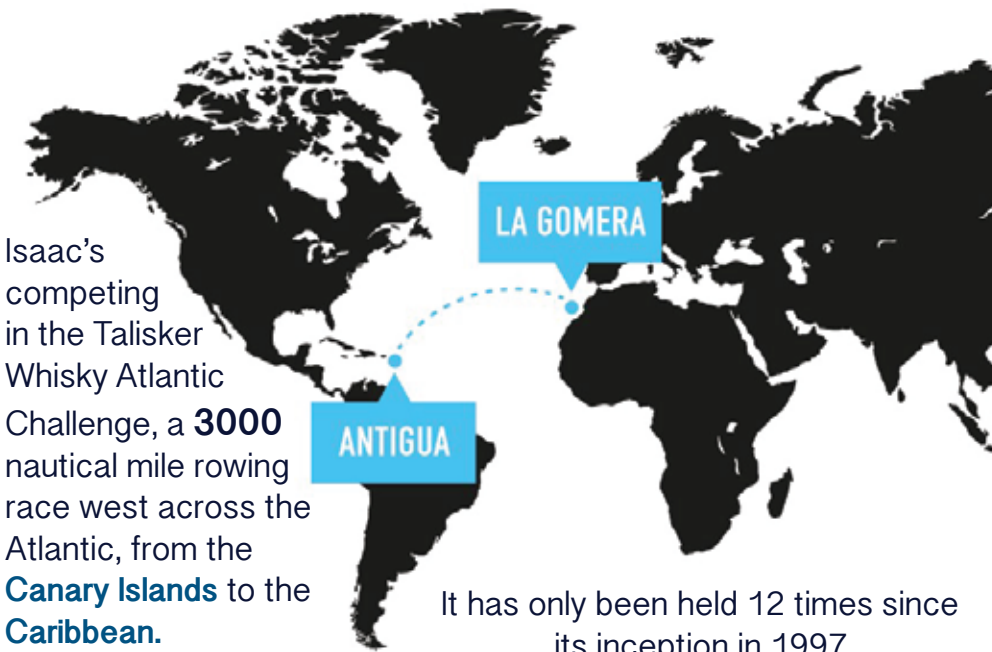 LA GOMERA
Isaac's
competing
in the Talisker
Whisky Atlantic
Challenge, a 3000
nautical mile rowing
race west across the
Atlantic, from the
Canary Islands to the
Caribbean.
ANTIGUA
It has only been held 12 times since
its inception in 1997